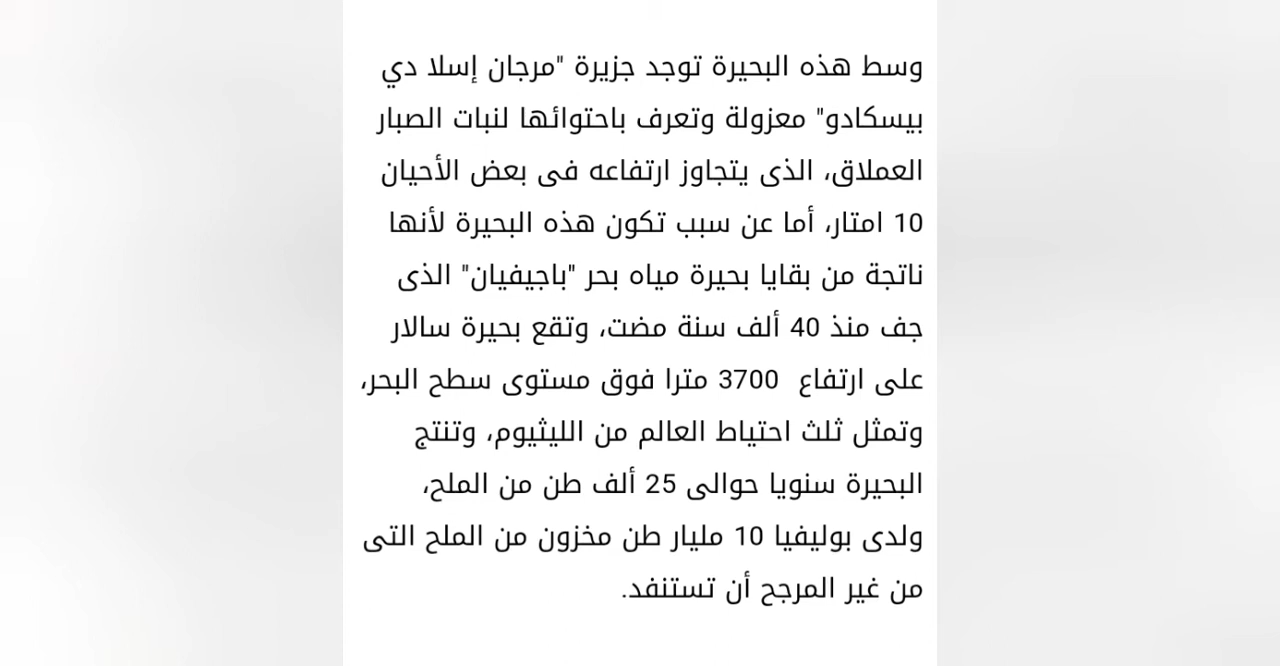 وسط هذه البحيرة توجد جزيرة "مرجان إسلا دي
بيسكادو" معزولة وتعرف باحتوائها لنبات الصبار
العملاق، الذى يتجاوز ارتفاعه فى بعض الأحيان
10 امتار، أما عن سبب تكون هذه البحيرة لأنها
ناتجة من بقايا بحيرة مياه بحر "باجيفيان" الذى
جف منذ 40 ألف سنة مضت، وتقع بحيرة سالار
على ارتفاع  3700 مترا فوق مستوى سطح البحر،
وتمثل ثلث احتياط العالم من الليثيوم، وتنتج
البحيرة سنويا حوالى 25 ألف طن من الملح،
ولدى بوليفيا 10 مليار طن مخزون من الملح التى
من غير المرجح أن تستنفد.